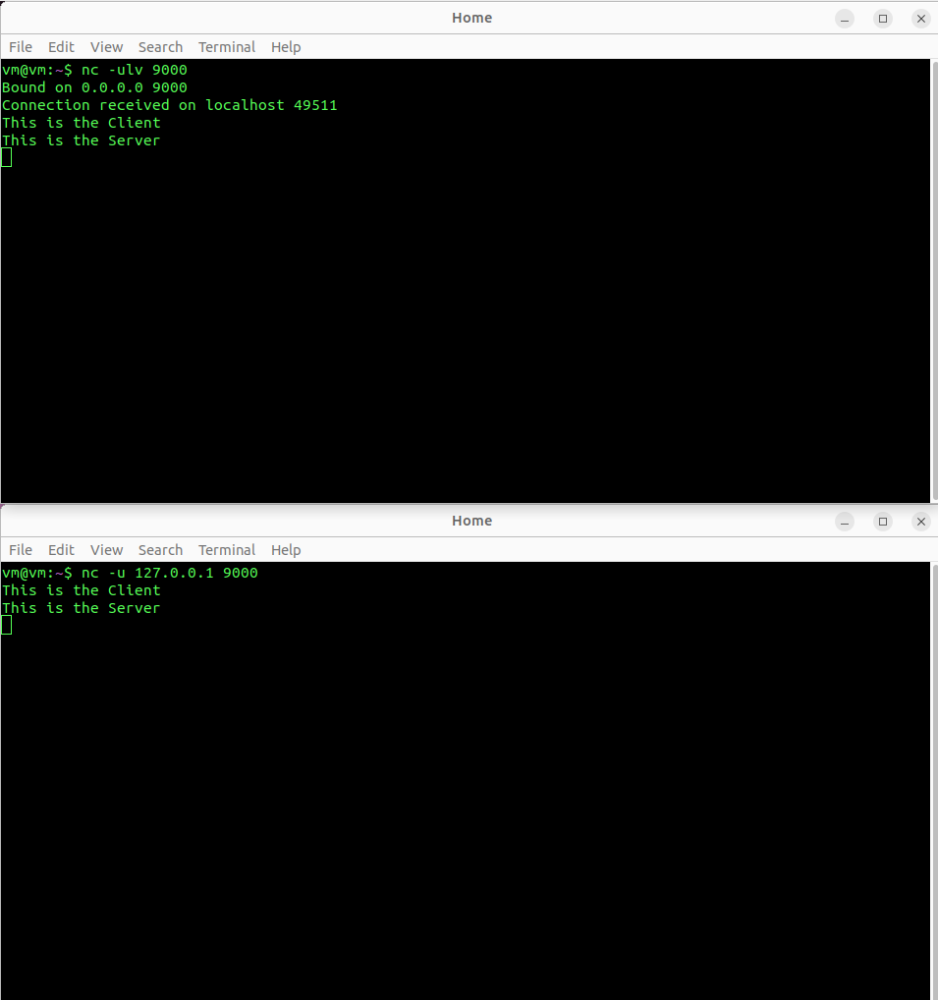 Home
File Edit View Search Terminal Help
vm@vm:~$ nc -ulv 9000
Bound on 0.0.0.0 9000
Connection received on localhost 49511
This is the Client
This is the Server
Home
File Edit View Search Terminal Help
vm@vm:~$ nc -u 127.0.0.1 9000
This is the Client
This is the Server